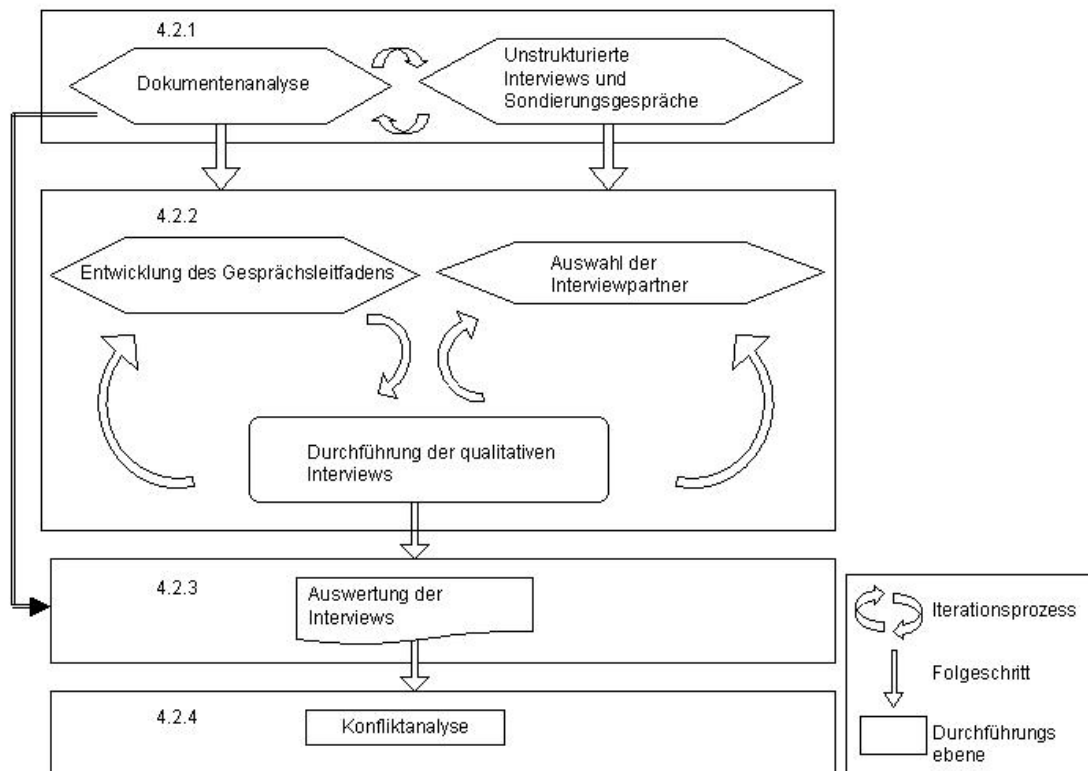 4.2.1
Dokumentenanalyse
Unstrukturierte
Interviews und
Sondierungsgespräche
4.2.2
Entwicklung des Gesprächsleitfadens
Auswahl der
Interviewpartner
Durchführung der qualitativen
Interviews
4.2.3
Auswertung der
Interviews
4.2.4
Konfliktanalyse
Iterationsprozess
Folgeschritt
Durchführungs
ebene